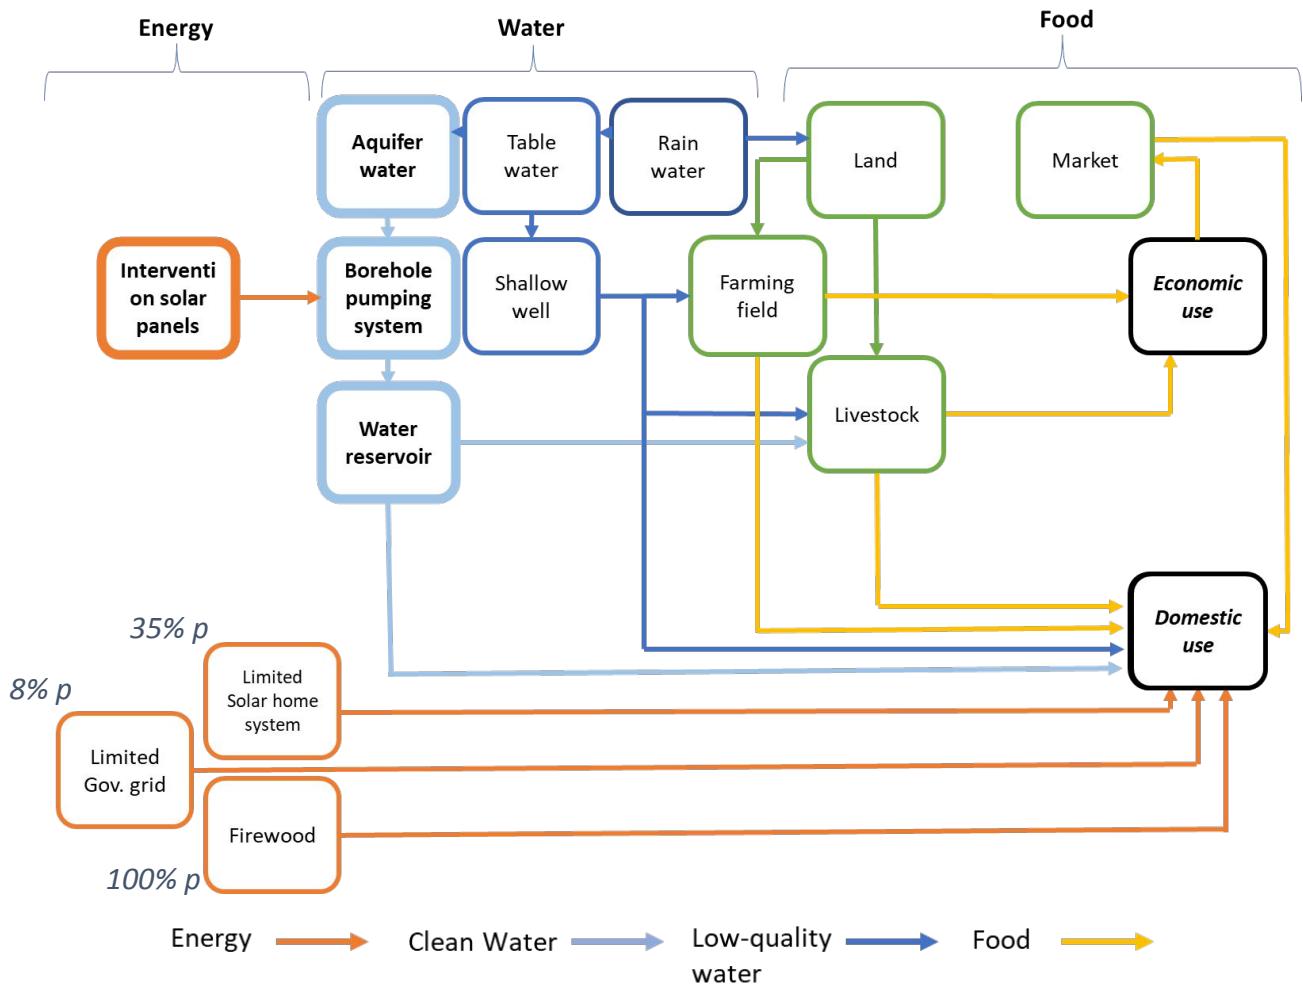 Energy
Water
Food
Aquifer
water
Table
water
Rain
water
Land
Market
Interventi
on solar
panels
Borehole
pumping
system
Shallow
well
Farming
field
Economic
use
Water
reservoir
Livestock
Domestic
use
35% p
Limited
Solar home
system
8% p
Limited
Gov. grid
Firewood
100% p
Energy
Clean Water
Low-quality
water
Food